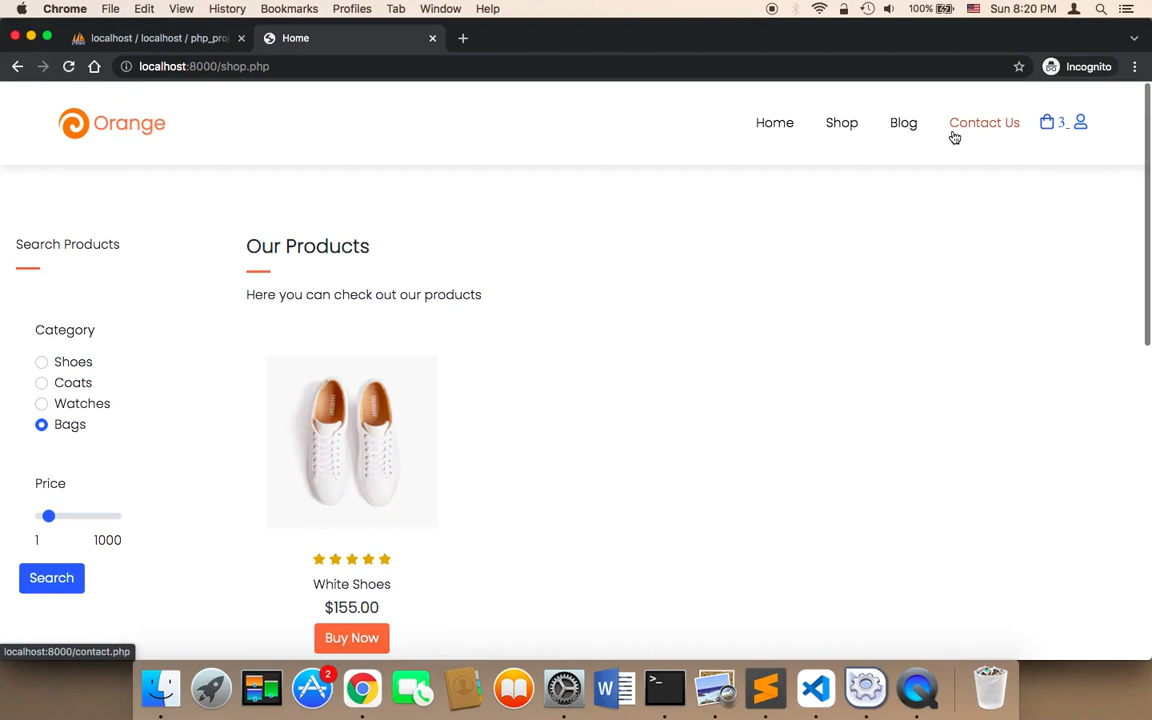 Chrome File Edit View History Bookmarks Profiles Tab Window Help 100% Sun 8:20 PM
localhost / localhost / php_proj Home
localhost:8000/shop.php Incognito
Orange Home Shop Blog Contact Us 3
Search Products
Our Products
Here you can check out our products
Category
Shoes
Coats
Watches
Bags
Price
1 1000
Search
White Shoes
$155.00
Buy Now
localhost:8000/contact.php
2